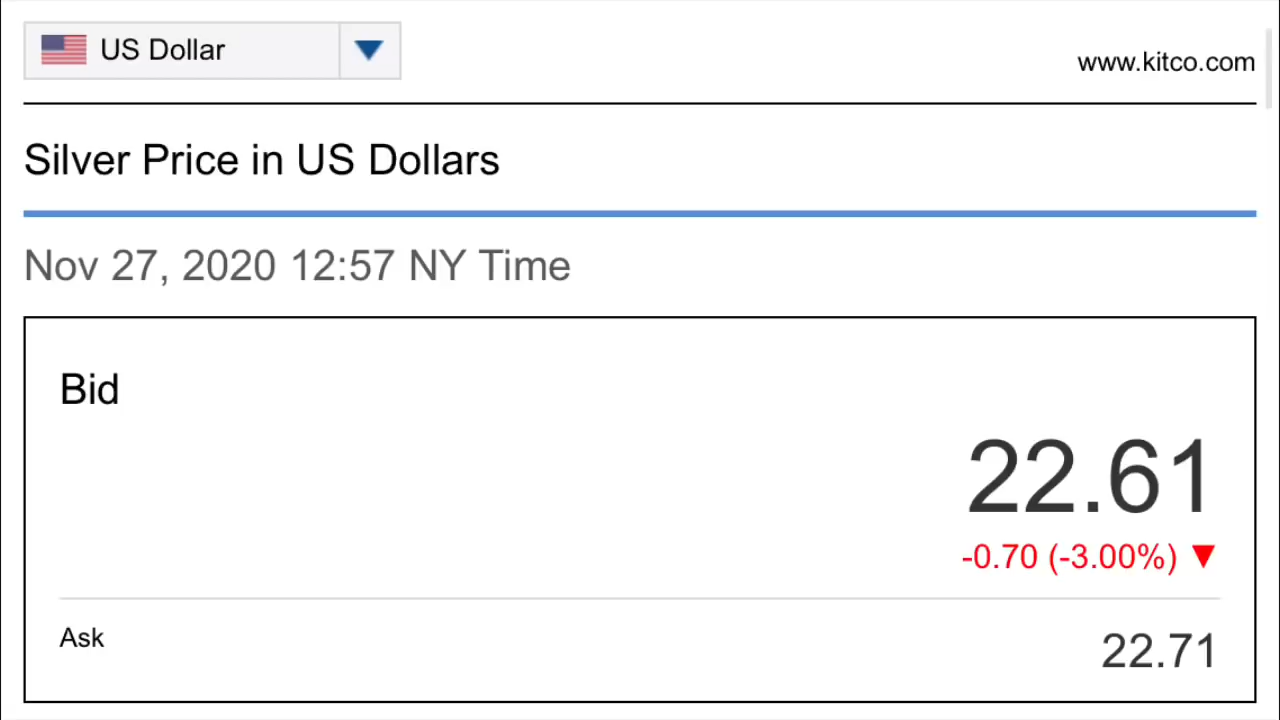 US Dollar
www.kitco.com
Silver Price in US Dollars
Nov 27, 2020 12:57 NY Time
Bid
22.61
-0.70 (-3.00%) ▼
Ask
22.71